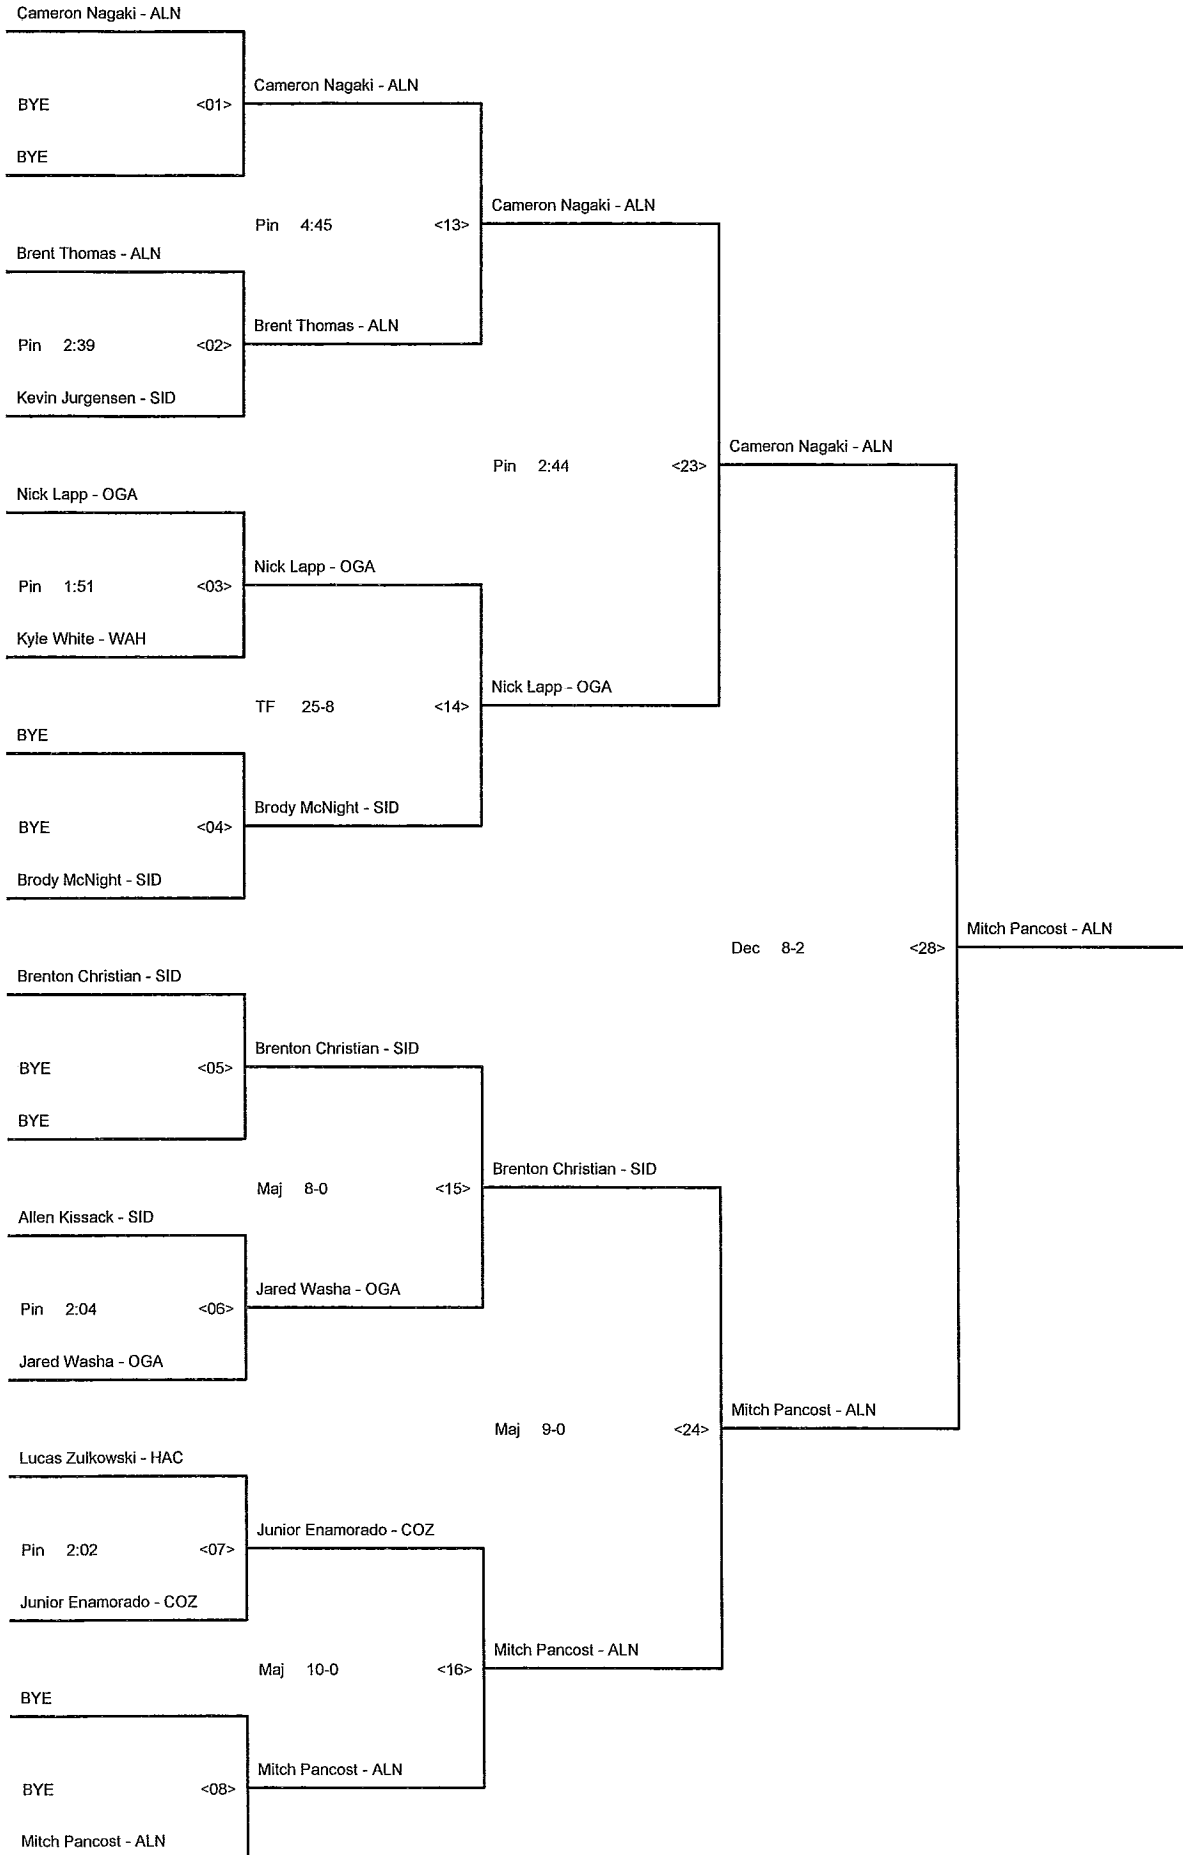 Cameron Nagaki - ALN
Cameron Nagaki - ALN
BYE <01>
BYE
Cameron Nagaki - ALN
Pin 4:45 <13>
Brent Thomas - ALN
Brent Thomas - ALN
Pin 2:39 <02>
Kevin Jurgensen - SID
Cameron Nagaki - ALN
Pin 2:44 <23>
Nick Lapp - OGA
Nick Lapp - OGA
Pin 1:51 <03>
Kyle White - WAH
Nick Lapp - OGA
TF 25-8 <14>
BYE
Brody McNight - SID
BYE <04>
Brody McNight - SID
Mitch Pancost - ALN
Dec 8-2 <28>
Brenton Christian - SID
Brenton Christian - SID
BYE <05>
BYE
Brenton Christian - SID
Maj 8-0 <15>
Allen Kissack - SID
Jared Washa - OGA
Pin 2:04 <06>
Jared Washa - OGA
Mitch Pancost - ALN
Maj 9-0 <24>
Lucas Zulkowski - HAC
Junior Enamorado - COZ
Pin 2:02 <07>
Junior Enamorado - COZ
Mitch Pancost - ALN
Maj 10-0 <16>
BYE
Mitch Pancost - ALN
BYE <08>
Mitch Pancost - ALN